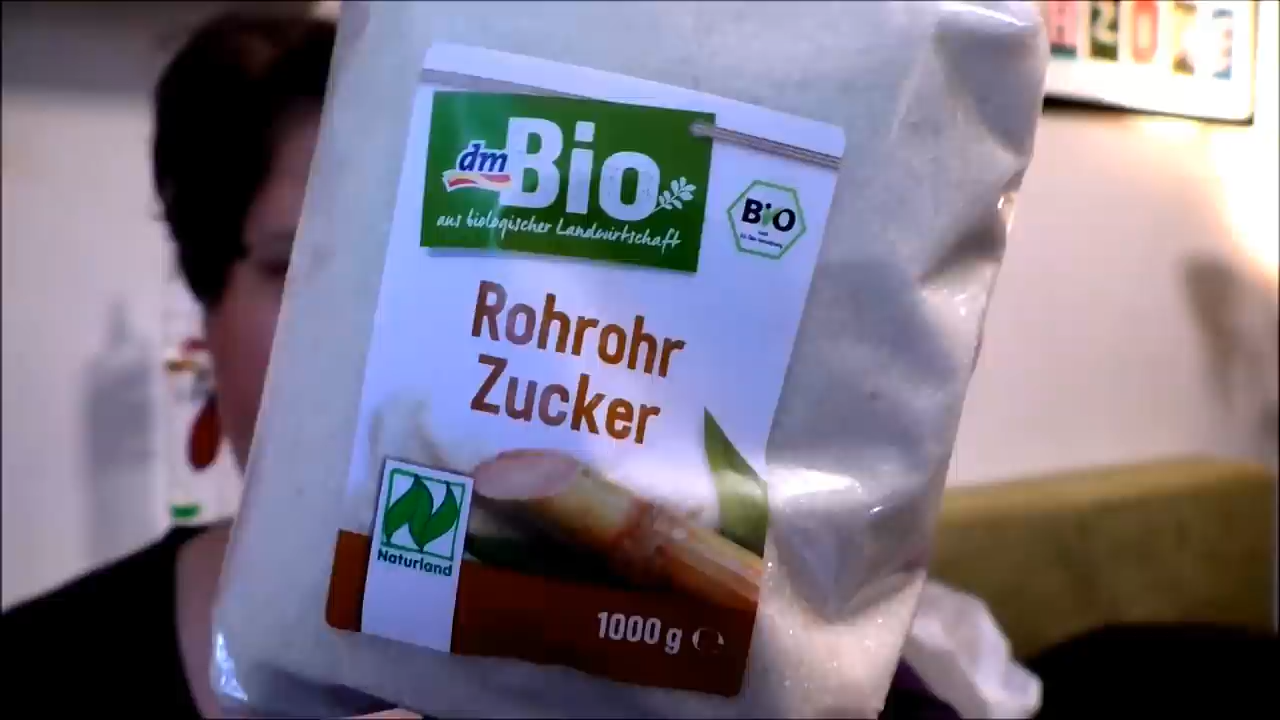 dm Bio
aus biologischer Landwirtschaft
BiO
Rohrohr
Zucker
Naturland
1000 g ℮